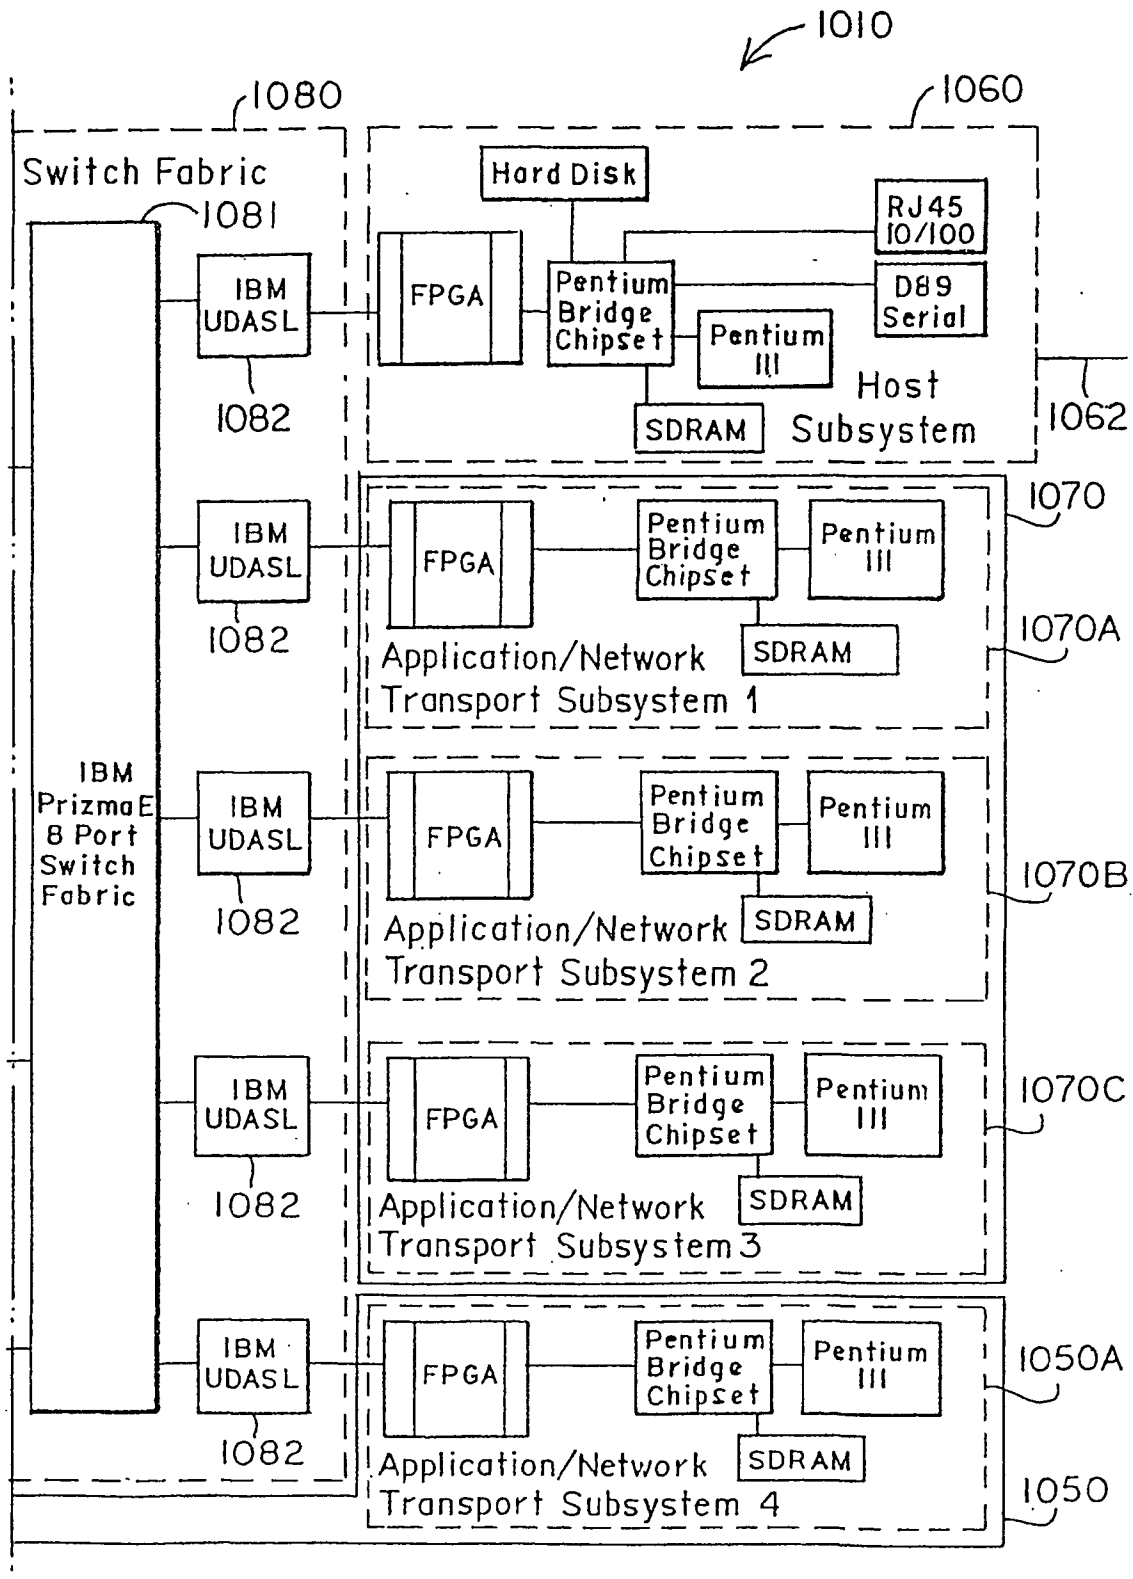 1010
1080
1060
Switch Fabric
1081
Hard Disk
RJ45
10/100
IBM
UDASL
FPGA
Pentium
Bridge
Chipset
D89
Serial
Pentium
III
1082
SDRAM
Host
Subsystem
1062
1070
IBM
UDASL
FPGA
Pentium
Bridge
Chipset
Pentium
III
1082
1070A
Application/Network
Transport Subsystem 1
SDRAM
IBM
PrizmaE
8 Port
Switch
Fabric
IBM
UDASL
FPGA
Pentium
Bridge
Chipset
Pentium
III
1070B
1082
Application/Network
Transport Subsystem 2
SDRAM
IBM
UDASL
FPGA
Pentium
Bridge
Chipset
Pentium
III
1070C
1082
Application/Network
Transport Subsystem 3
SDRAM
IBM
UDASL
FPGA
Pentium
Bridge
Chipset
Pentium
III
1050A
1082
Application/Network
Transport Subsystem 4
SDRAM
1050